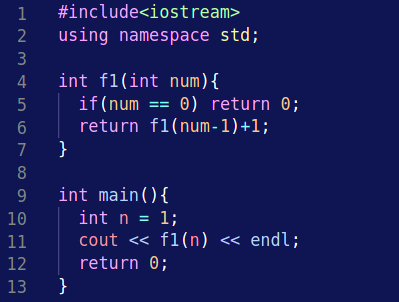 1 #include<iostream>
2 using namespace std;
3
4 int f1(int num){
5 if(num == 0) return 0;
6 return f1(num-1)+1;
7 }
8
9 int main(){
10 int n = 1;
11 cout << f1(n) << endl;
12 return 0;
13 }